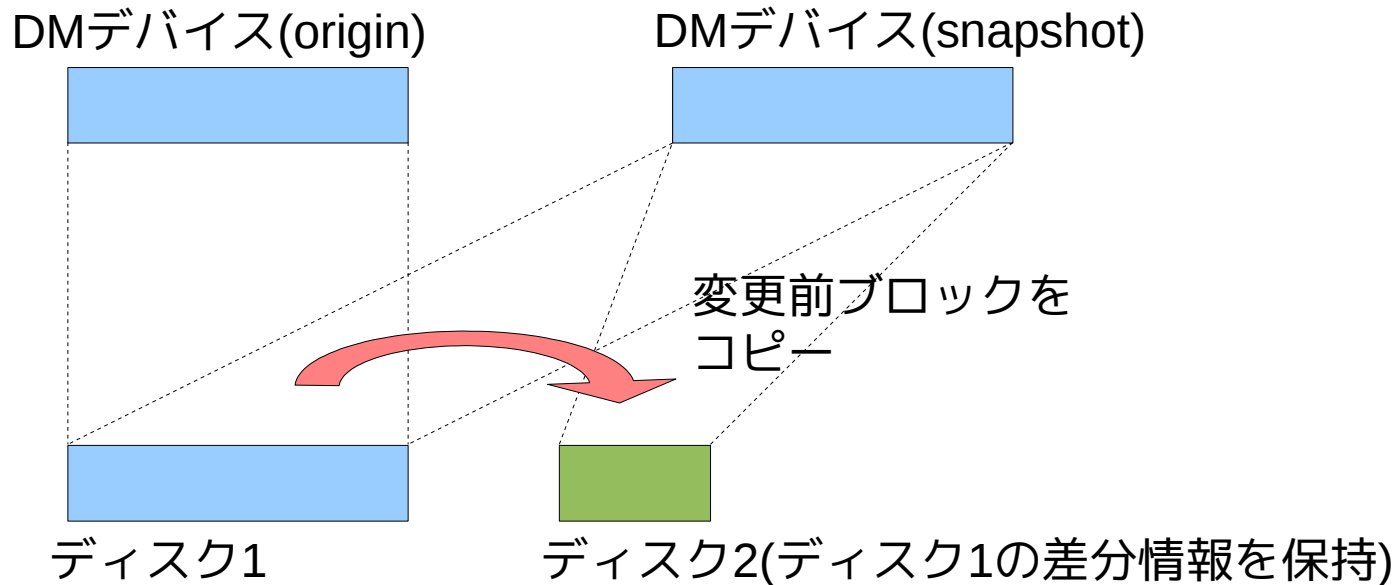 DMデバイス(origin)
DMデバイス(snapshot)
変更前ブロックを
コピー
ディスク1
ディスク2(ディスク1の差分情報を保持)